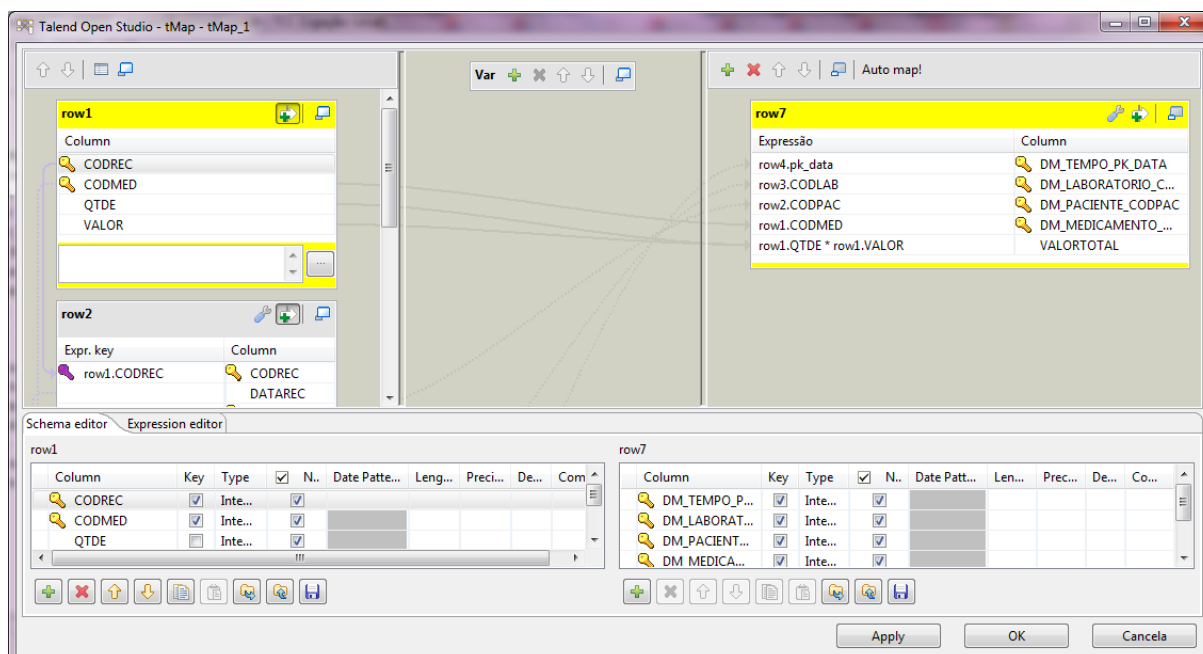 Talend Open Studio - tMap - tMap_1
Var
Auto map!
row1
Column
CODREC
CODMED
QTDE
VALOR
...
row2
Expr. key Column
row1.CODREC CODREC
DATAREC
row7
Expressão Column
row4.pk_data DM_TEMPO_PK_DATA
row3.CODLAB DM_LABORATORIO_C...
row2.CODPAC DM_PACIENTE_CODPAC
row1.CODMED DM_MEDICAMENTO_...
row1.QTDE * row1.VALOR VALORTOTAL
Schema editor Expression editor
row1
Column Key Type N.. Date Patte... Leng... Preci... De... Com
CODREC Inte...
CODMED Inte...
QTDE Inte...
row7
Column Key Type N.. Date Patt... Len... Prec... De... Co...
DM_TEMPO_P... Inte...
DM_LABORAT... Inte...
DM_PACIENT... Inte...
DM_MEDICA... Inte...
Apply OK Cancela